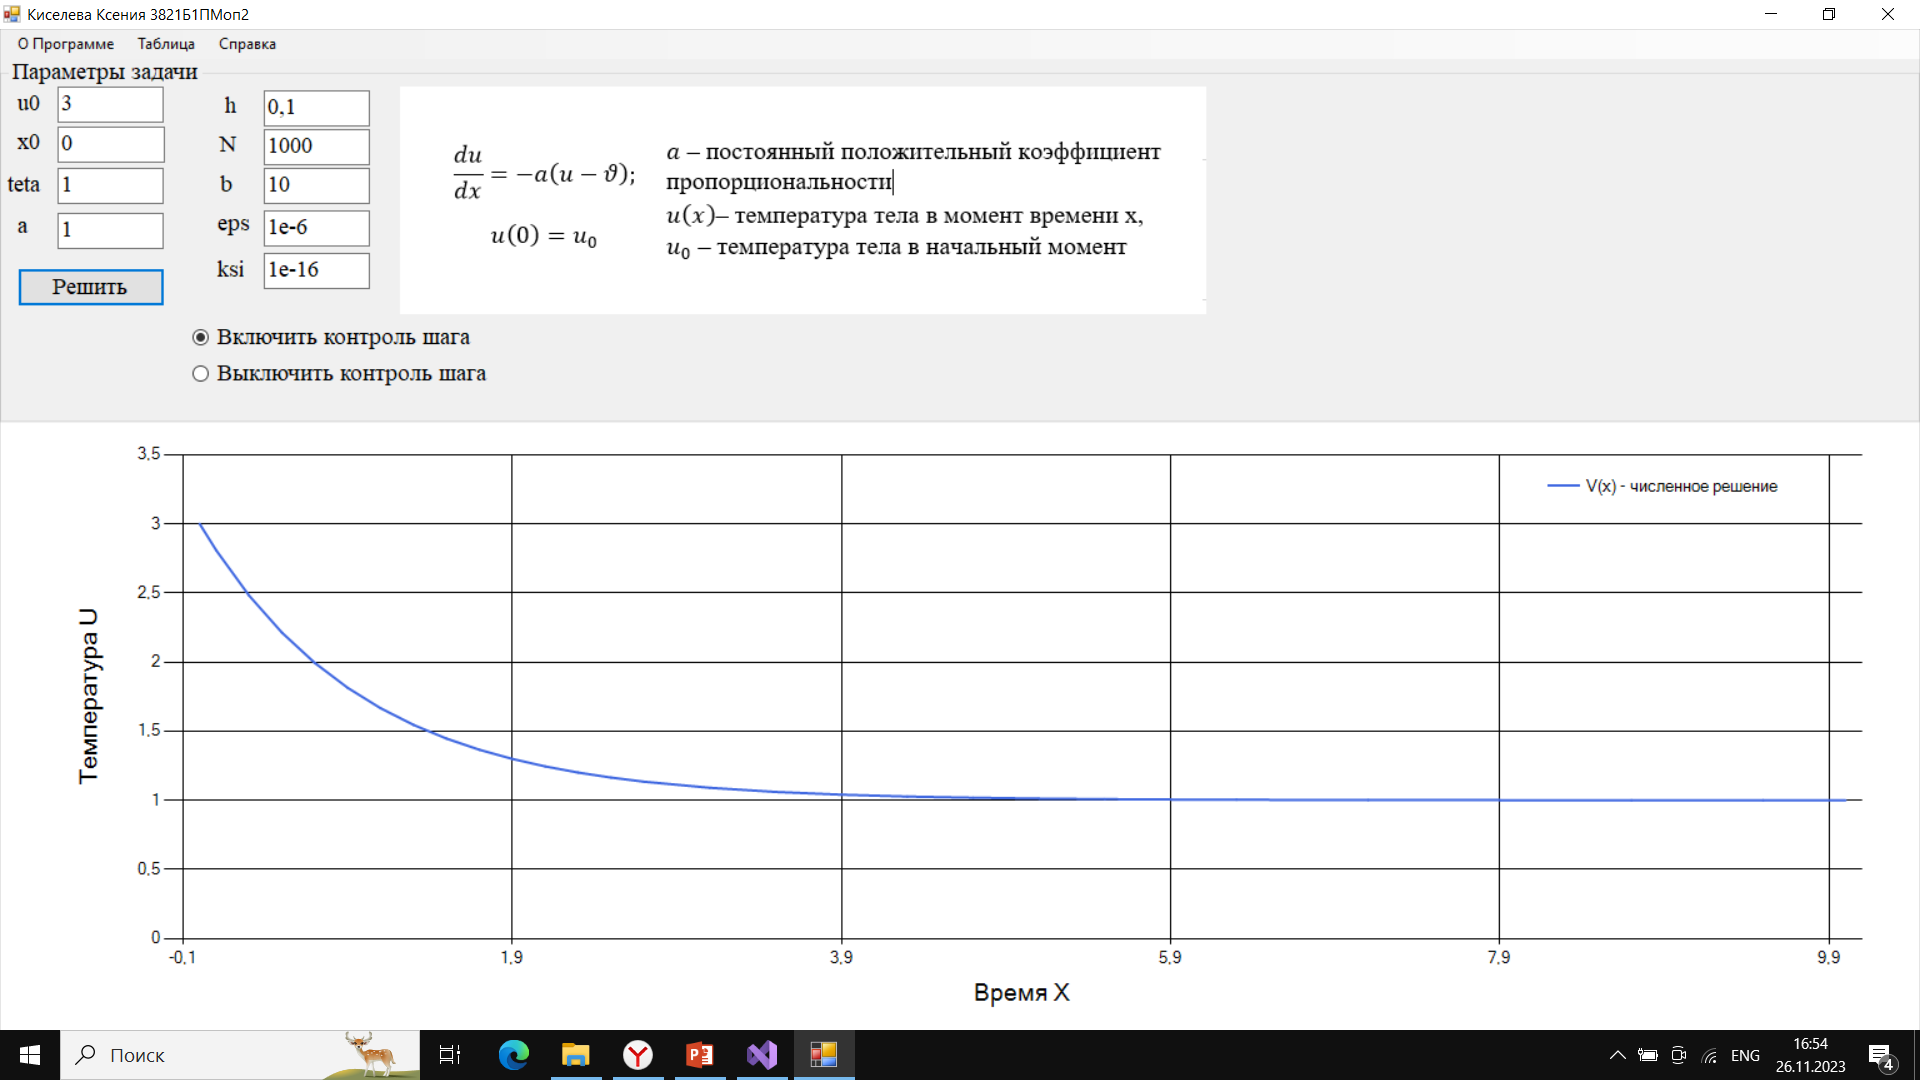 Киселева Ксения 3821Б1ПМоп2
О Программе Таблица Справка
Параметры задачи
u0 3
x0 0
teta 1
a 1
Решить
h 0,1
N 1000
b 10
eps 1e-6
ksi 1e-16
du/dx = −a(u − ϑ);
u(0) = u₀
a – постоянный положительный коэффициент
пропорциональности
u(x)– температура тела в момент времени x,
u₀ – температура тела в начальный момент
Включить контроль шага
Выключить контроль шага
V(x) - численное решение
Температура U
3,5
3
2,5
2
1,5
1
0,5
0
-0,1 1,9 3,9 5,9 7,9 9,9
Время X
Поиск
ENG
16:54
26.11.2023
4